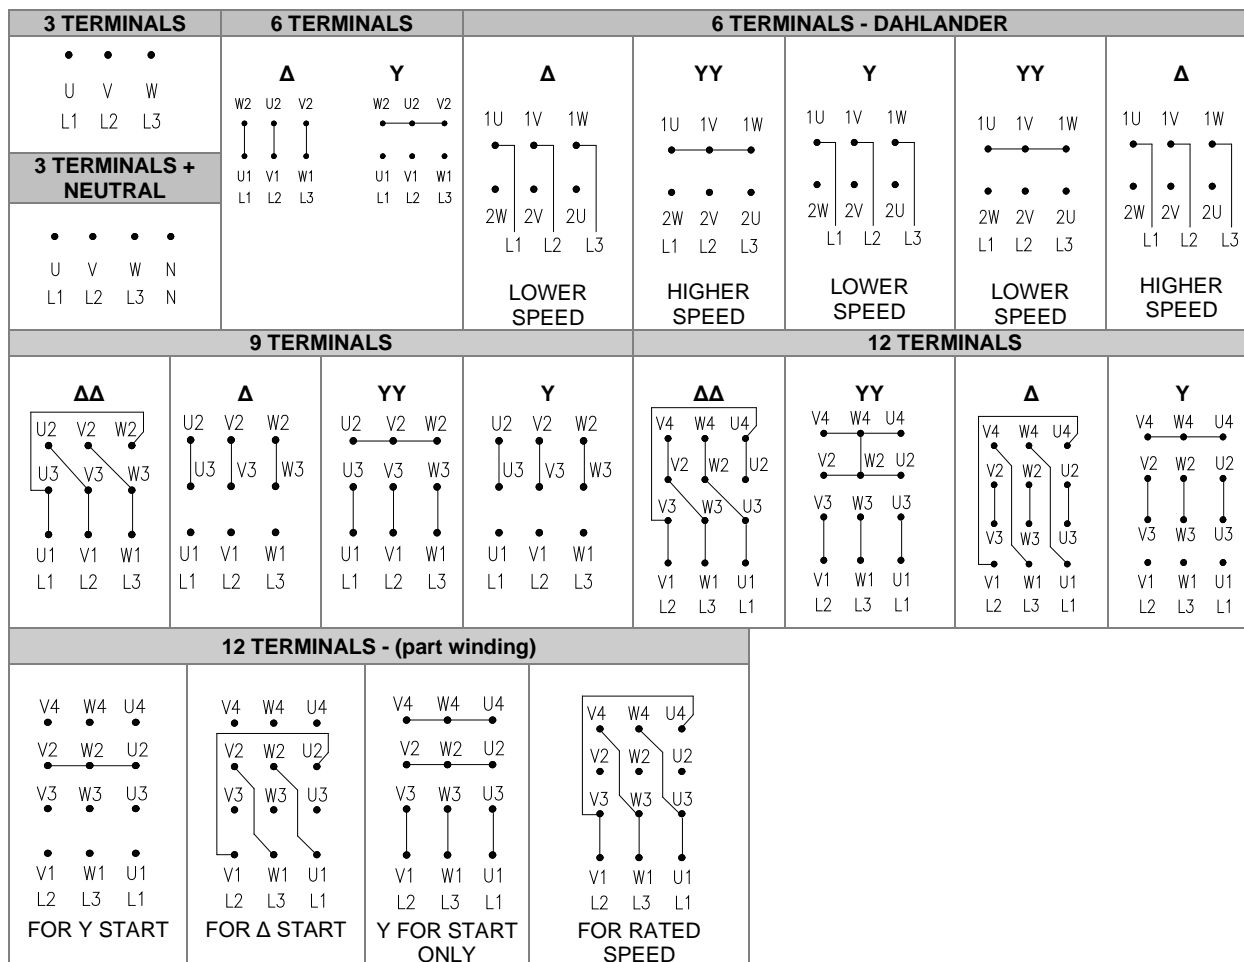 3 TERMINALS
U V W
L1 L2 L3
3 TERMINALS +
NEUTRAL
U V W N
L1 L2 L3 N
6 TERMINALS
Δ
W2 U2 V2
U1 V1 W1
L1 L2 L3
Y
W2 U2 V2
U1 V1 W1
L1 L2 L3
6 TERMINALS - DAHLANDER
Δ
1U 1V 1W
2W 2V 2U
L1 L2 L3
LOWER
SPEED
YY
1U 1V 1W
2W 2V 2U
L1 L2 L3
HIGHER
SPEED
Y
1U 1V 1W
2W 2V 2U
L1 L2 L3
LOWER
SPEED
YY
1U 1V 1W
2W 2V 2U
L1 L2 L3
LOWER
SPEED
Δ
1U 1V 1W
2W 2V 2U
L1 L2 L3
HIGHER
SPEED
9 TERMINALS
ΔΔ
U2 V2 W2
U3 V3 W3
U1 V1 W1
L1 L2 L3
Δ
U2 V2 W2
U3 V3 W3
U1 V1 W1
L1 L2 L3
YY
U2 V2 W2
U3 V3 W3
U1 V1 W1
L1 L2 L3
Y
U2 V2 W2
U3 V3 W3
U1 V1 W1
L1 L2 L3
12 TERMINALS
ΔΔ
V4 W4 U4
V2 W2 U2
V3 W3 U3
V1 W1 U1
L2 L3 L1
YY
V4 W4 U4
V2 W2 U2
V3 W3 U3
V1 W1 U1
L2 L3 L1
Δ
V4 W4 U4
V2 W2 U2
V3 W3 U3
V1 W1 U1
L2 L3 L1
Y
V4 W4 U4
V2 W2 U2
V3 W3 U3
V1 W1 U1
L2 L3 L1
12 TERMINALS - (part winding)
V4 W4 U4
V2 W2 U2
V3 W3 U3
V1 W1 U1
L2 L3 L1
FOR Y START
V4 W4 U4
V2 W2 U2
V3 W3 U3
V1 W1 U1
L2 L3 L1
FOR Δ START
V4 W4 U4
V2 W2 U2
V3 W3 U3
V1 W1 U1
L2 L3 L1
Y FOR START
ONLY
V4 W4 U4
V2 W2 U2
V3 W3 U3
V1 W1 U1
L2 L3 L1
FOR RATED
SPEED